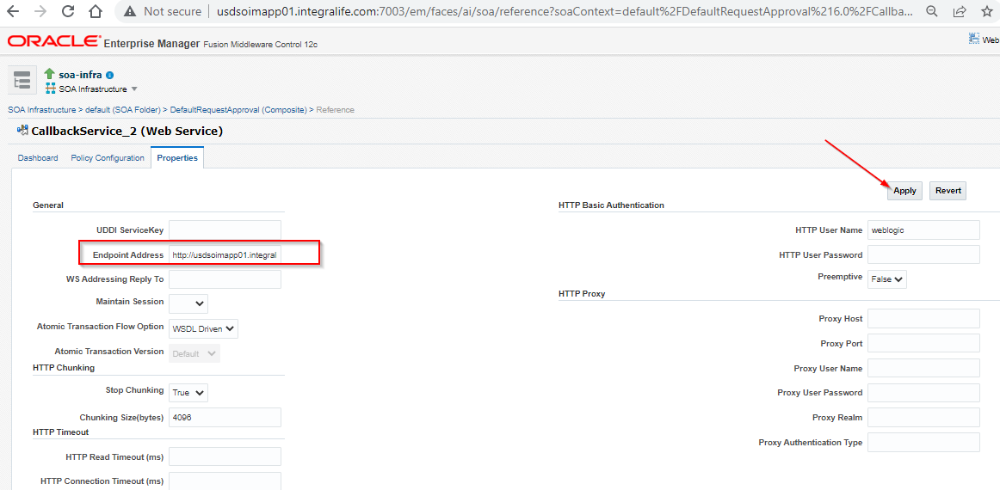 Not secure usdsoimapp01.integralife.com:7003/em/faces/ai/soa/reference?soaContext=default%2FDefaultRequestApproval%216.0%2FCallba...
ORACLE® Enterprise Manager Fusion Middleware Control 12c
Web
soa-infra
SOA Infrastructure
SOA Infrastructure > default (SOA Folder) > DefaultRequestApproval (Composite) > Reference
CallbackService_2 (Web Service)
Dashboard Policy Configuration Properties
Apply Revert
General
UDDI ServiceKey
Endpoint Address http://usdsoimapp01.integral
WS Addressing Reply To
Maintain Session
Atomic Transaction Flow Option WSDL Driven
Atomic Transaction Version Default
HTTP Chunking
Stop Chunking True
Chunking Size(bytes) 4096
HTTP Timeout
HTTP Read Timeout (ms)
HTTP Connection Timeout (ms)
HTTP Basic Authentication
HTTP User Name weblogic
HTTP User Password
Preemptive False
HTTP Proxy
Proxy Host
Proxy Port
Proxy User Name
Proxy User Password
Proxy Realm
Proxy Authentication Type